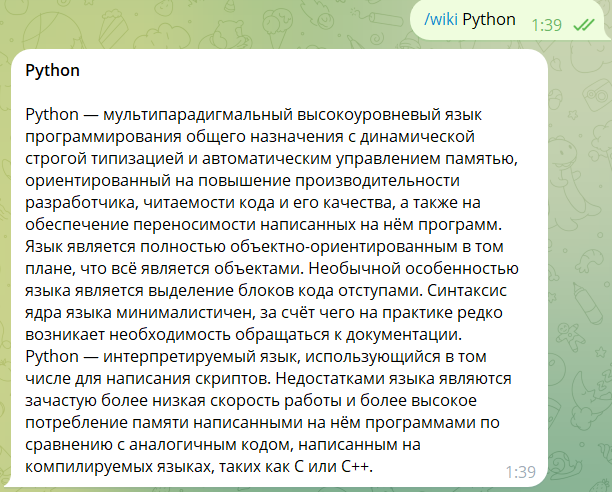 /wiki Python 1:39
Python
Python — мультипарадигмальный высокоуровневый язык
программирования общего назначения с динамической
строгой типизацией и автоматическим управлением памятью,
ориентированный на повышение производительности
разработчика, читаемости кода и его качества, а также на
обеспечение переносимости написанных на нём программ.
Язык является полностью объектно-ориентированным в том
плане, что всё является объектами. Необычной особенностью
языка является выделение блоков кода отступами. Синтаксис
ядра языка минималистичен, за счёт чего на практике редко
возникает необходимость обращаться к документации.
Python — интерпретируемый язык, использующийся в том
числе для написания скриптов. Недостатками языка являются
зачастую более низкая скорость работы и более высокое
потребление памяти написанными на нём программами по
сравнению с аналогичным кодом, написанным на
компилируемых языках, таких как C или C++.
1:39